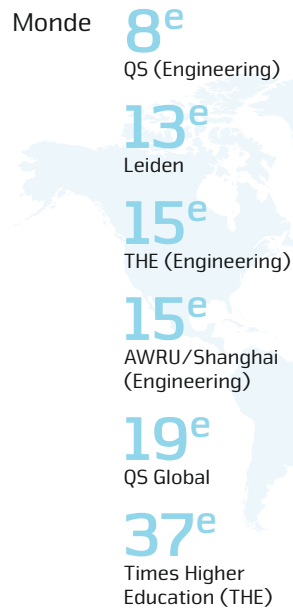 Monde
8e
QS (Engineering)
13e
Leiden
15e
THE (Engineering)
15e
AWRU/Shanghai
(Engineering)
19e
QS Global
37e
Times Higher
Education (THE)